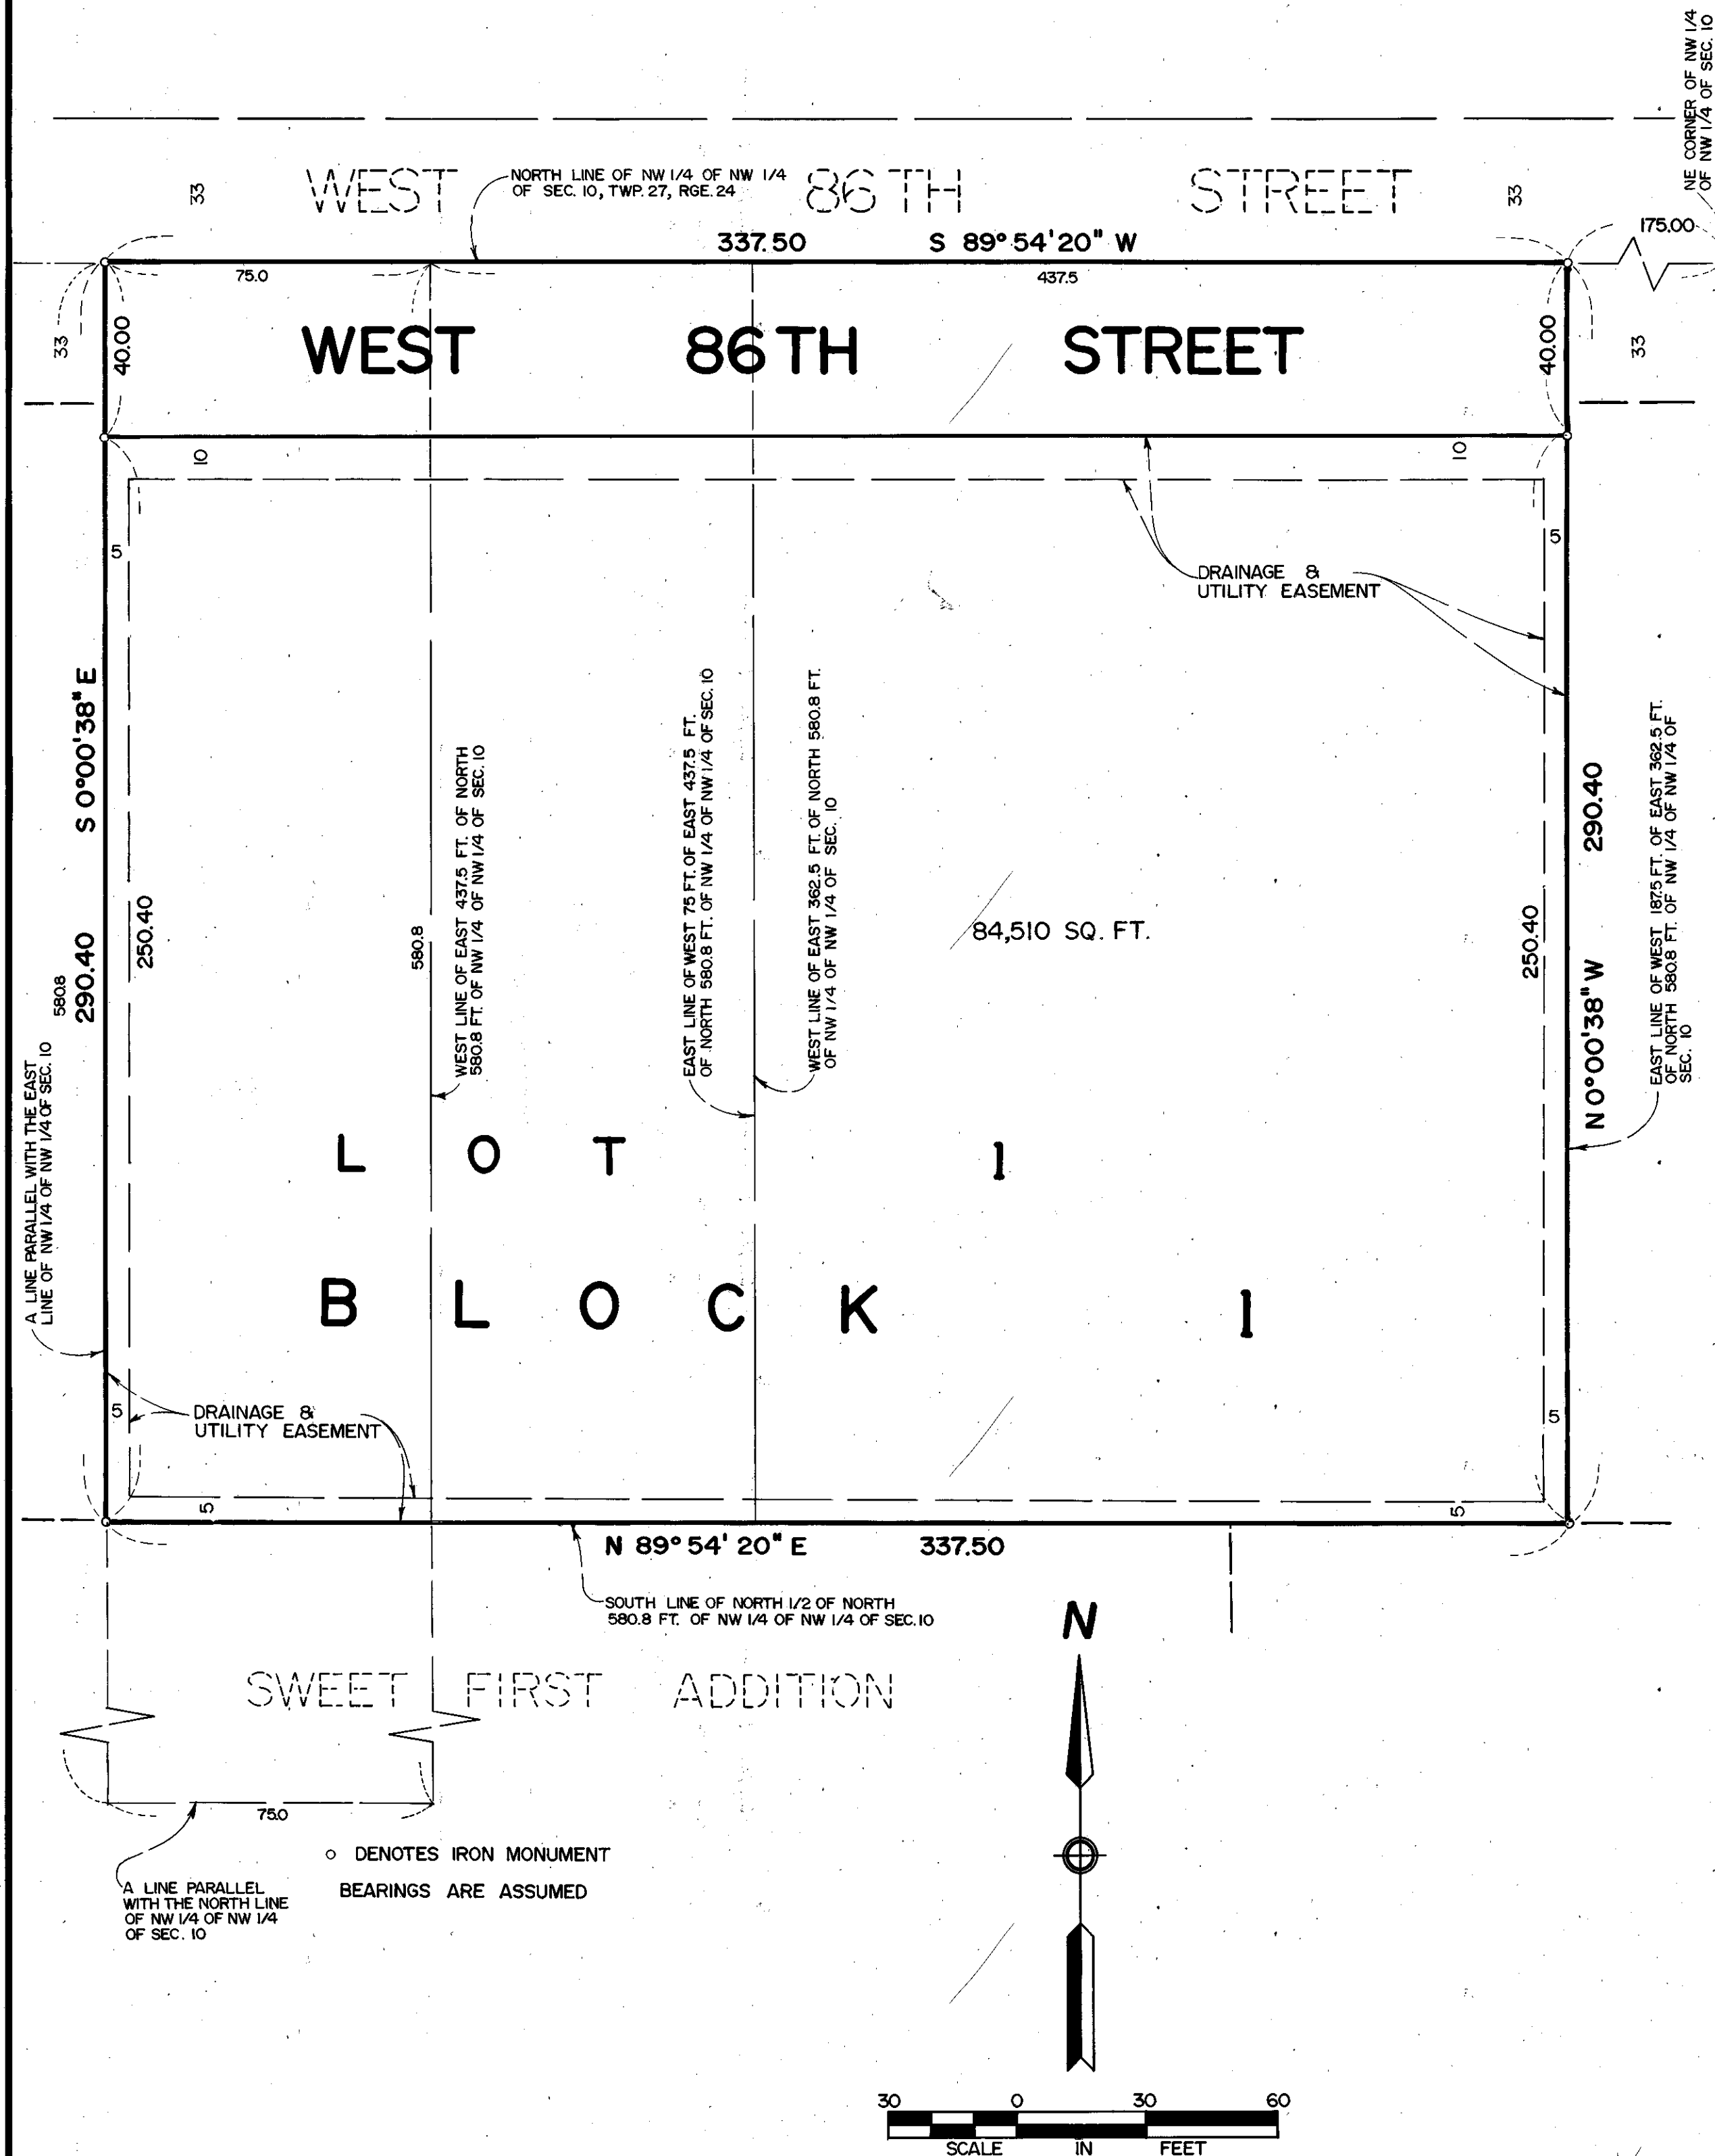 NE CORNER OF NW 1/4
OF NW 1/4 OF SEC. 10
WEST 86TH STREET
33
33
NORTH LINE OF NW 1/4 OF NW 1/4
OF SEC. 10, TWP. 27, RGE. 24
337.50 S 89° 54' 20" W
175.00
75.0
437.5
33
40.00
WEST 86TH STREET
40.00
33
10
10
5
5
DRAINAGE &
UTILITY EASEMENT
S 0°00'38" E
290.40
580.8
250.40
A LINE PARALLEL WITH THE EAST
LINE OF NW 1/4 OF NW 1/4 OF SEC. 10
580.8
WEST LINE OF EAST 437.5 FT. OF NORTH
580.8 FT. OF NW 1/4 OF NW 1/4 OF SEC. 10
EAST LINE OF WEST 75 FT. OF EAST 437.5 FT.
OF NORTH 580.8 FT. OF NW 1/4 OF NW 1/4 OF SEC. 10
WEST LINE OF EAST 362.5 FT. OF NORTH 580.8 FT.
OF NW 1/4 OF NW 1/4 OF SEC. 10
84,510 SQ. FT.
250.40
290.40
N 0°00'38" W
EAST LINE OF WEST 187.5 FT. OF EAST 362.5 FT.
OF NORTH 580.8 FT. OF NW 1/4 OF NW 1/4 OF
SEC. 10
LOT 1
BLOCK 1
5
DRAINAGE &
UTILITY EASEMENT
5
5
5
N 89° 54' 20" E 337.50
SOUTH LINE OF NORTH 1/2 OF NORTH
580.8 FT. OF NW 1/4 OF NW 1/4 OF SEC. 10
N
SWEET FIRST ADDITION
75.0
○ DENOTES IRON MONUMENT
BEARINGS ARE ASSUMED
A LINE PARALLEL
WITH THE NORTH LINE
OF NW 1/4 OF NW 1/4
OF SEC. 10
30 0 30 60
SCALE IN FEET